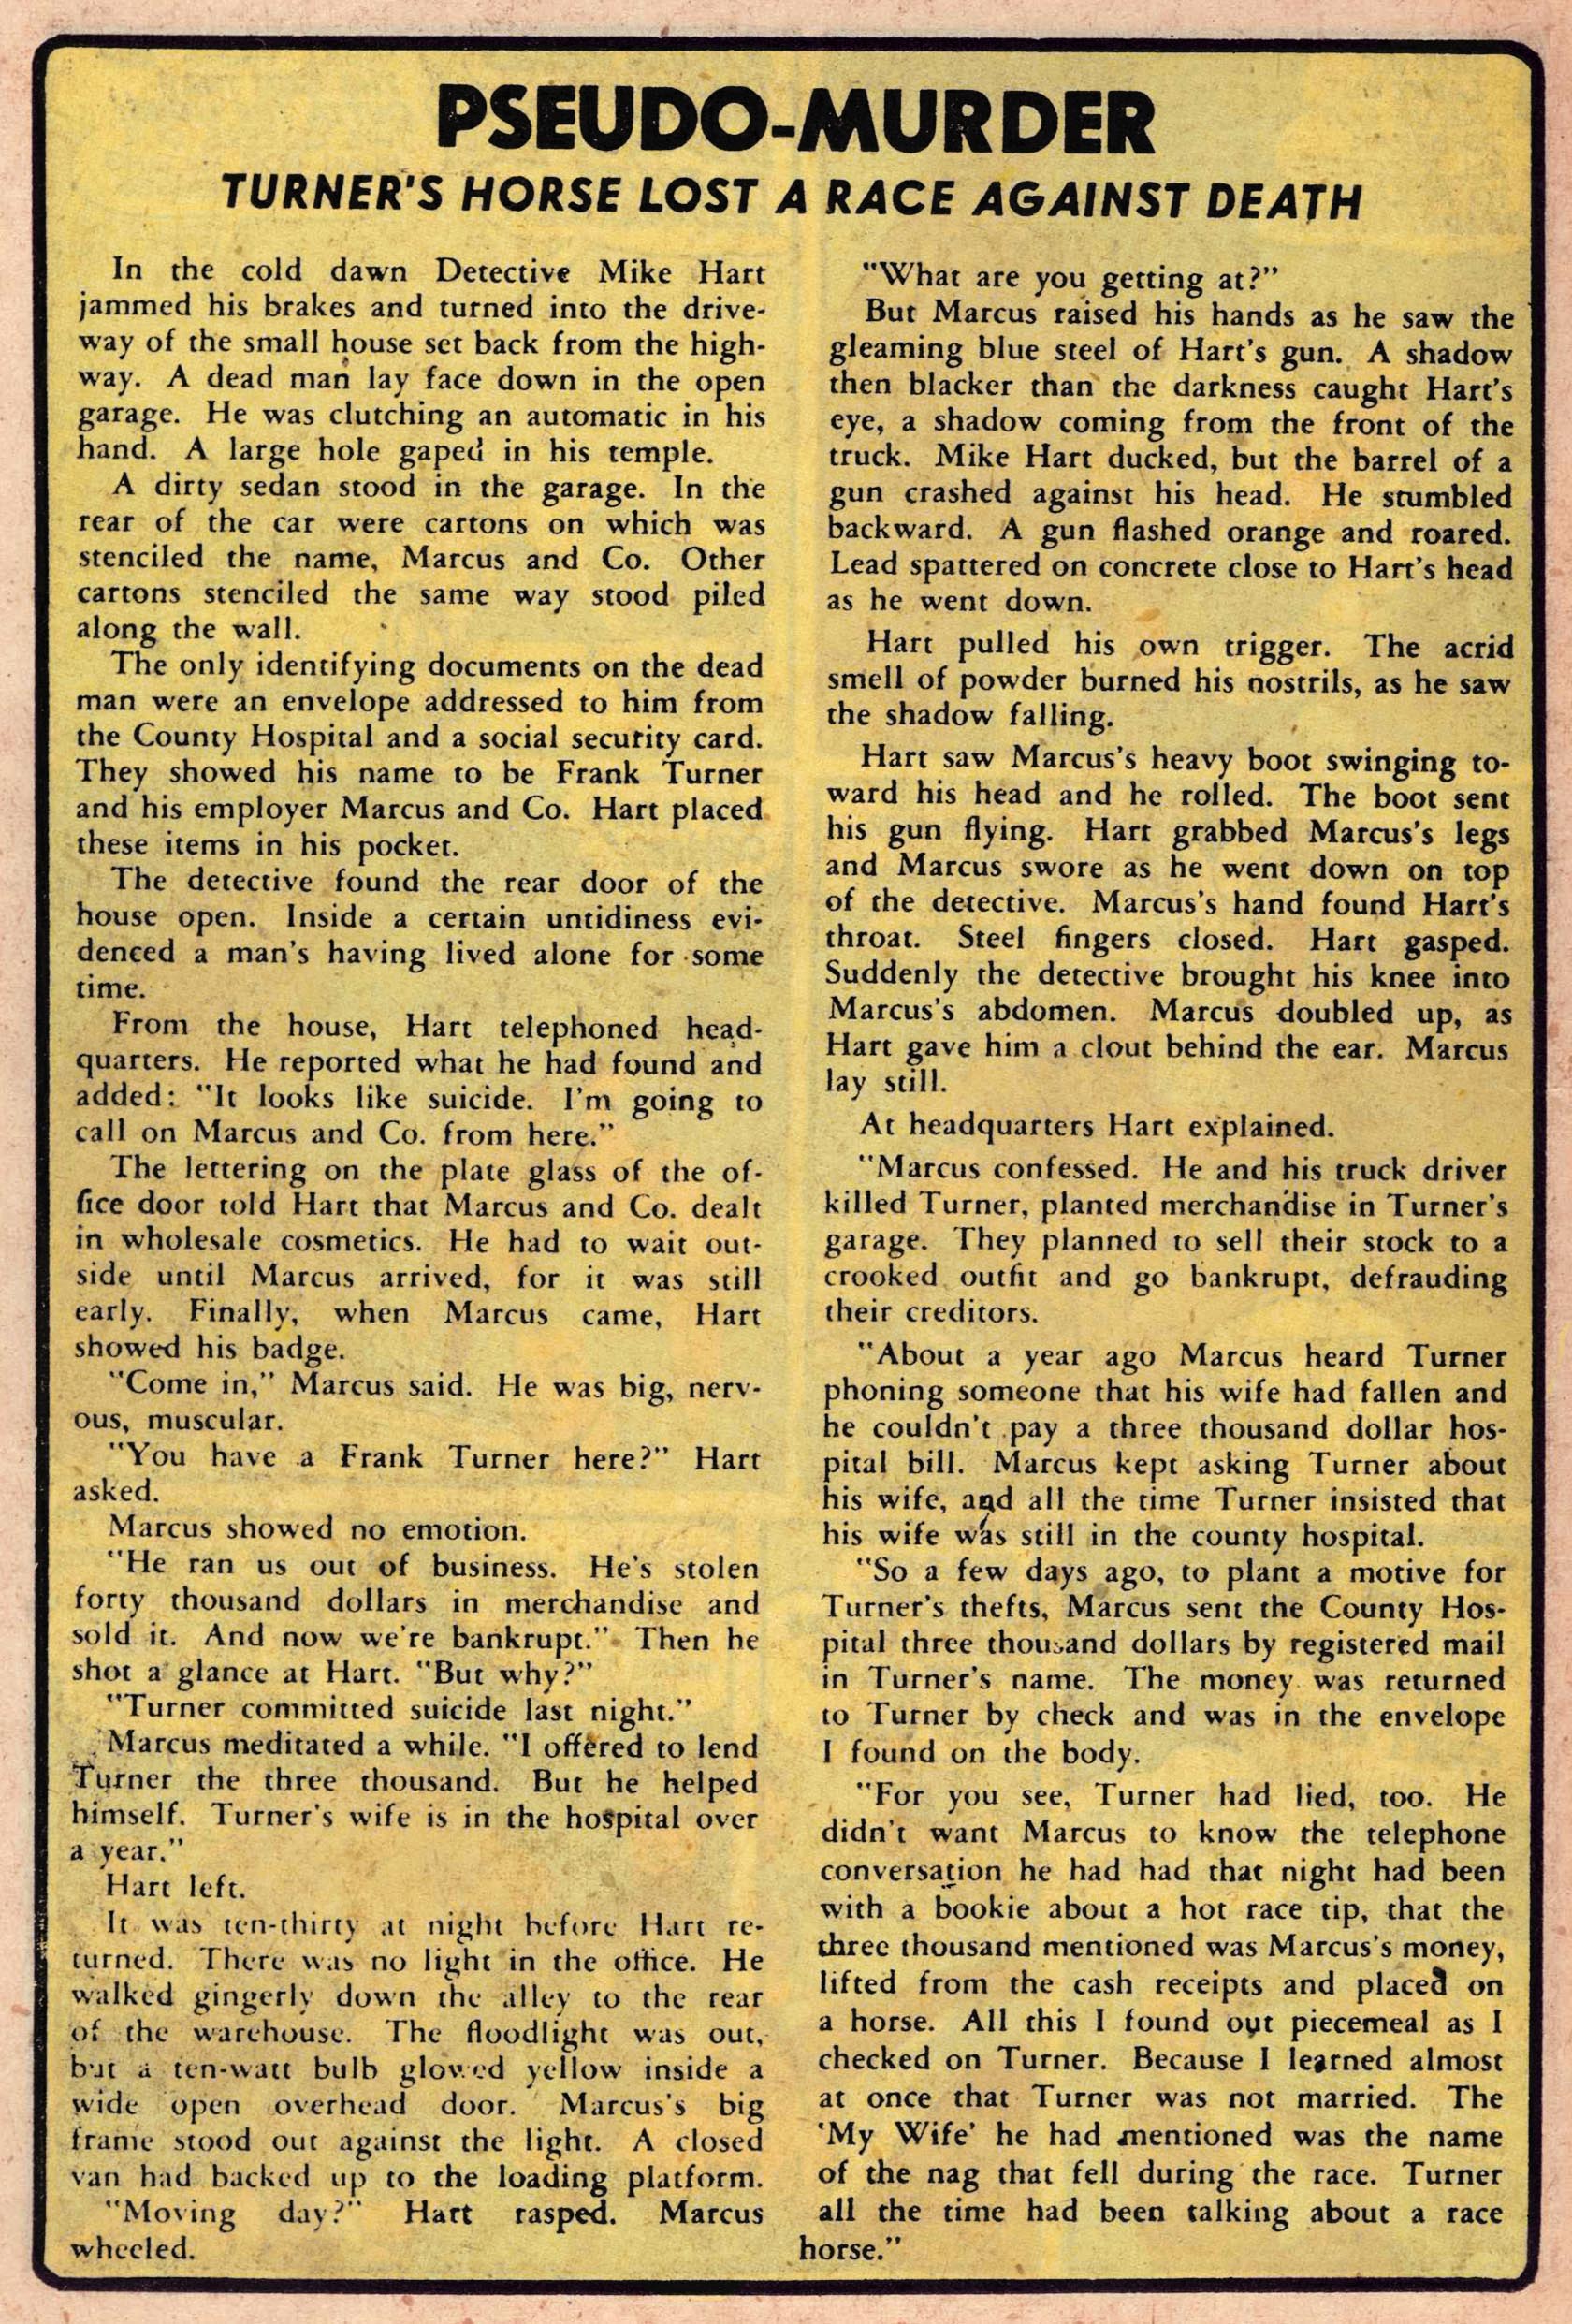 PSEUDO-MURDER
TURNER'S HORSE LOST A RACE AGAINST DEATH
In the cold dawn Detective Mike Hart
jammed his brakes and turned into the drive-
way of the small house set back from the high-
way. A dead man lay face down in the open
garage. He was clutching an automatic in his
hand. A large hole gaped in his temple.
A dirty sedan stood in the garage. In the
rear of the car were cartons on which was
stenciled the name, Marcus and Co. Other
cartons stenciled the same way stood piled
along the wall.
The only identifying documents on the dead
man were an envelope addressed to him from
the County Hospital and a social security card.
They showed his name to be Frank Turner
and his employer Marcus and Co. Hart placed
these items in his pocket.
The detective found the rear door of the
house open. Inside a certain untidiness evi-
denced a man's having lived alone for some
time.
From the house, Hart telephoned head-
quarters. He reported what he had found and
added: "It looks like suicide. I'm going to
call on Marcus and Co. from here."
The lettering on the plate glass of the of-
fice door told Hart that Marcus and Co. dealt
in wholesale cosmetics. He had to wait out-
side until Marcus arrived, for it was still
early. Finally, when Marcus came, Hart
showed his badge.
"Come in," Marcus said. He was big, nerv-
ous, muscular.
"You have a Frank Turner here?" Hart
asked.
Marcus showed no emotion.
"He ran us out of business. He's stolen
forty thousand dollars in merchandise and
sold it. And now we're bankrupt." Then he
shot a glance at Hart. "But why?"
"Turner committed suicide last night."
Marcus meditated a while. "I offered to lend
Turner the three thousand. But he helped
himself. Turner's wife is in the hospital over
a year."
Hart left.
It was ten-thirty at night before Hart re-
turned. There was no light in the office. He
walked gingerly down the alley to the rear
of the warehouse. The floodlight was out,
but a ten-watt bulb glowed yellow inside a
wide open overhead door. Marcus's big
frame stood out against the light. A closed
van had backed up to the loading platform.
"Moving day?" Hart rasped. Marcus
wheeled.
"What are you getting at?"
But Marcus raised his hands as he saw the
gleaming blue steel of Hart's gun. A shadow
then blacker than the darkness caught Hart's
eye, a shadow coming from the front of the
truck. Mike Hart ducked, but the barrel of a
gun crashed against his head. He stumbled
backward. A gun flashed orange and roared.
Lead spattered on concrete close to Hart's head
as he went down.
Hart pulled his own trigger. The acrid
smell of powder burned his nostrils, as he saw
the shadow falling.
Hart saw Marcus's heavy boot swinging to-
ward his head and he rolled. The boot sent
his gun flying. Hart grabbed Marcus's legs
and Marcus swore as he went down on top
of the detective. Marcus's hand found Hart's
throat. Steel fingers closed. Hart gasped.
Suddenly the detective brought his knee into
Marcus's abdomen. Marcus doubled up, as
Hart gave him a clout behind the ear. Marcus
lay still.
At headquarters Hart explained.
"Marcus confessed. He and his truck driver
killed Turner, planted merchandise in Turner's
garage. They planned to sell their stock to a
crooked outfit and go bankrupt, defrauding
their creditors.
"About a year ago Marcus heard Turner
phoning someone that his wife had fallen and
he couldn't pay a three thousand dollar hos-
pital bill. Marcus kept asking Turner about
his wife, and all the time Turner insisted that
his wife was still in the county hospital.
"So a few days ago, to plant a motive for
Turner's thefts, Marcus sent the County Hos-
pital three thousand dollars by registered mail
in Turner's name. The money was returned
to Turner by check and was in the envelope
I found on the body.
"For you see, Turner had lied, too. He
didn't want Marcus to know the telephone
conversation he had had that night had been
with a bookie about a hot race tip, that the
three thousand mentioned was Marcus's money,
lifted from the cash receipts and placed on
a horse. All this I found out piecemeal as I
checked on Turner. Because I learned almost
at once that Turner was not married. The
'My Wife' he had mentioned was the name
of the nag that fell during the race. Turner
all the time had been talking about a race
horse."